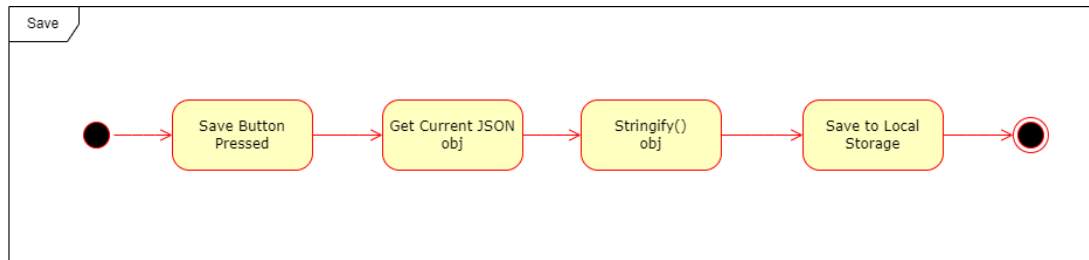 Save
Save Button
Pressed
Get Current JSON
obj
Stringify()
obj
Save to Local
Storage